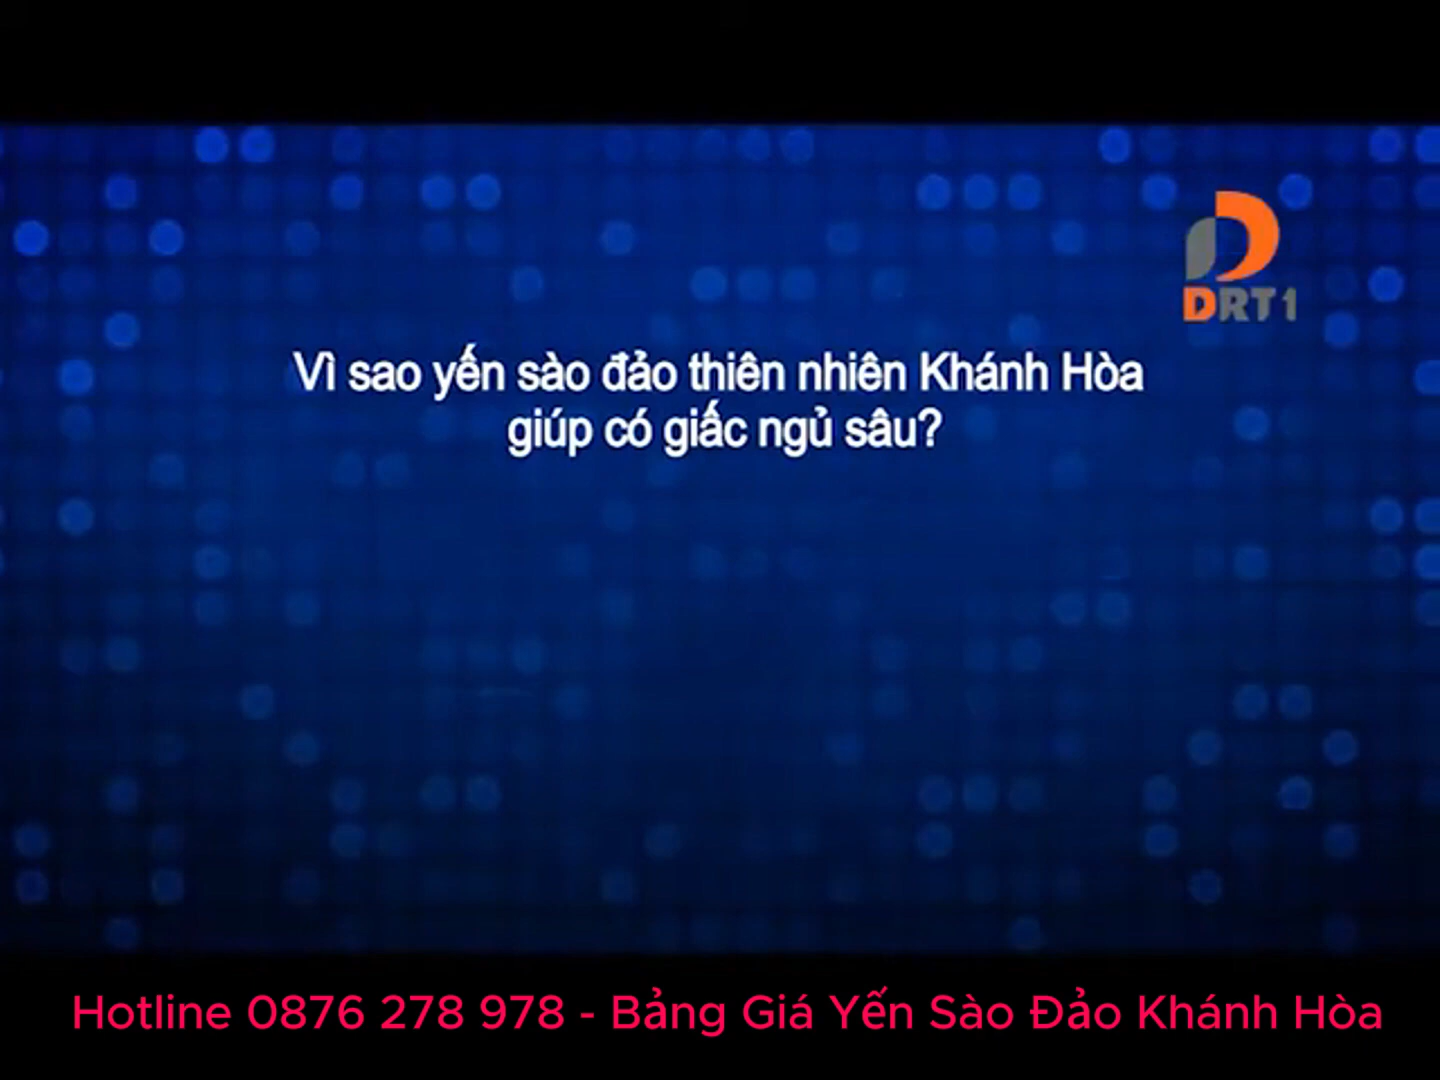 DRT1
Vì sao yến sào đảo thiên nhiên Khánh Hòa
giúp có giấc ngủ sâu?
Hotline 0876 278 978 - Bảng Giá Yến Sào Đảo Khánh Hòa